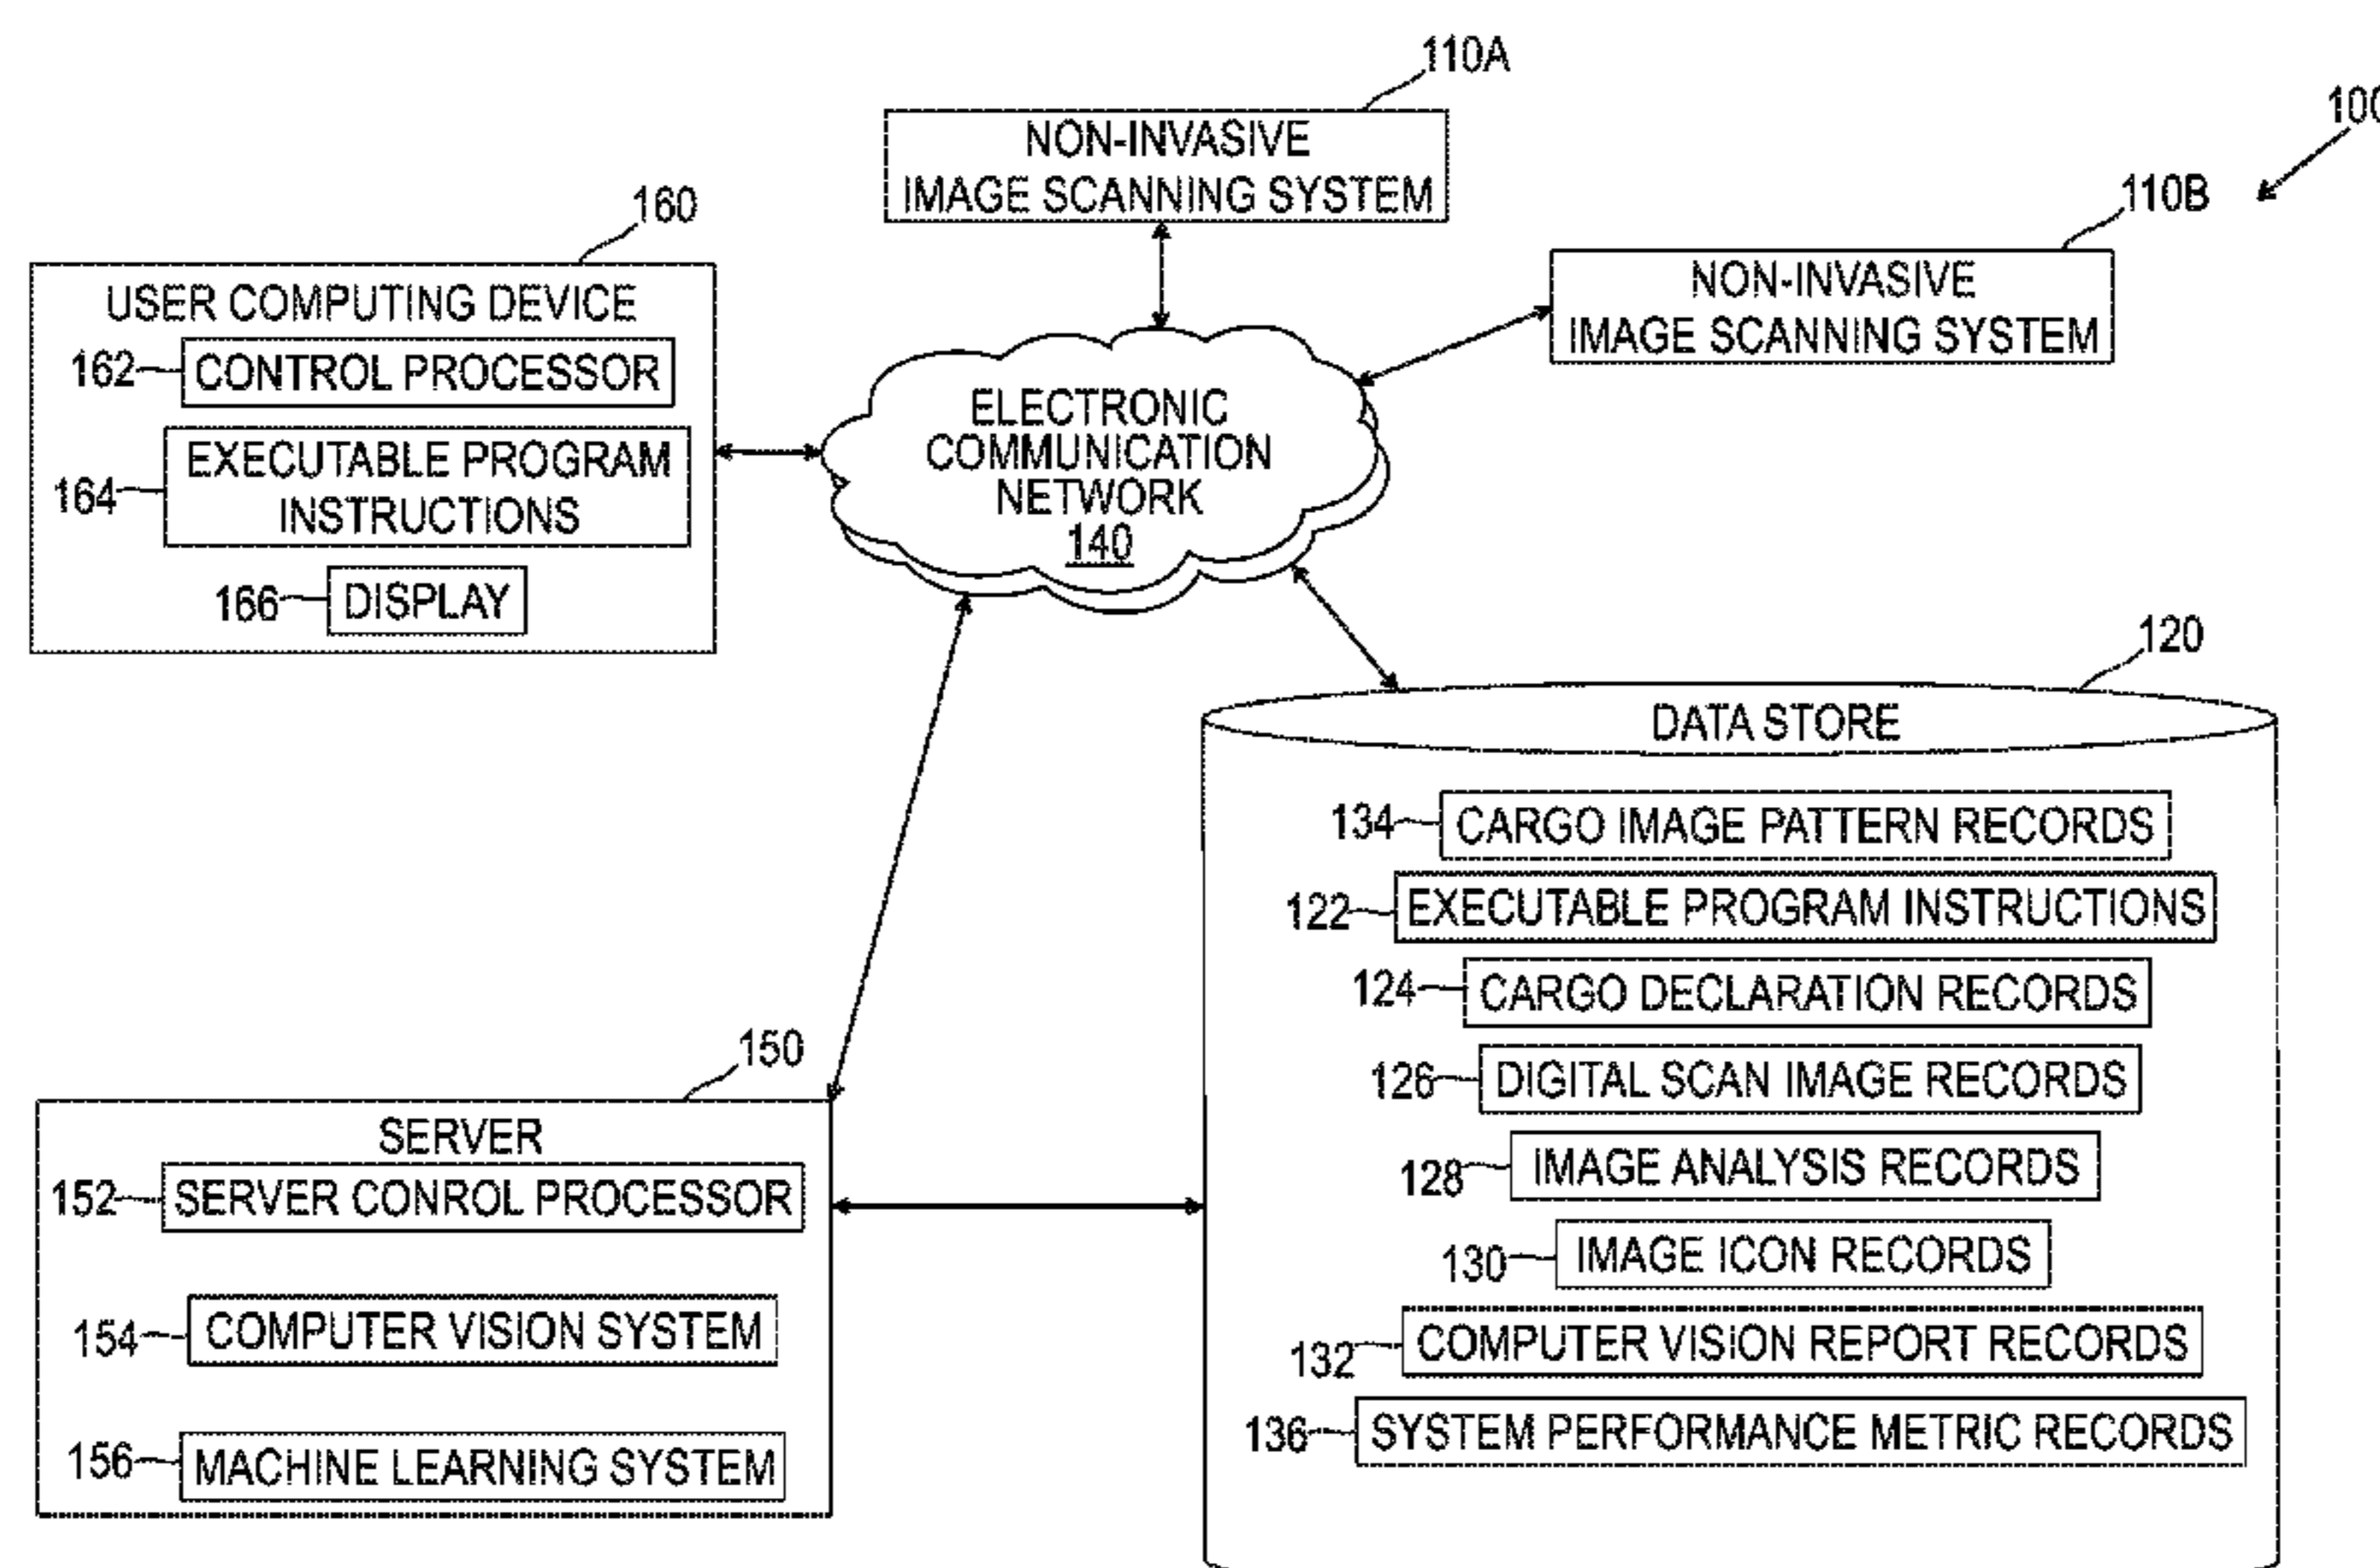 110A
100
NON-INVASIVE
IMAGE SCANNING SYSTEM
110B
NON-INVASIVE
IMAGE SCANNING SYSTEM
160
USER COMPUTING DEVICE
162 CONTROL PROCESSOR
164 EXECUTABLE PROGRAM
INSTRUCTIONS
166 DISPLAY
ELECTRONIC
COMMUNICATION
NETWORK
140
120
DATA STORE
134 CARGO IMAGE PATTERN RECORDS
122 EXECUTABLE PROGRAM INSTRUCTIONS
124 CARGO DECLARATION RECORDS
126 DIGITAL SCAN IMAGE RECORDS
128 IMAGE ANALYSIS RECORDS
130 IMAGE ICON RECORDS
132 COMPUTER VISION REPORT RECORDS
136 SYSTEM PERFORMANCE METRIC RECORDS
150
SERVER
152 SERVER CONROL PROCESSOR
154 COMPUTER VISION SYSTEM
156 MACHINE LEARNING SYSTEM